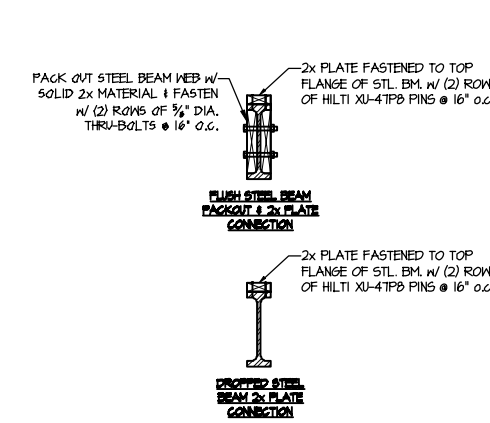 PACK OUT STEEL BEAM WEB W/
SOLID 2x MATERIAL & FASTEN
W/ (2) ROWS OF 5/8" DIA.
THRU-BOLTS @ 16" O.C.
2x PLATE FASTENED TO TOP
FLANGE OF STL. BM. W/ (2) ROW
OF HILTI XU-47P8 PINS @ 16" O.C
FLUSH STEEL BEAM
PACKOUT & 2x PLATE
CONNECTION
2x PLATE FASTENED TO TOP
FLANGE OF STL. BM. W/ (2) ROW
OF HILTI XU-47P8 PINS @ 16" O.C
DROPPED STEEL
BEAM 2x PLATE
CONNECTION